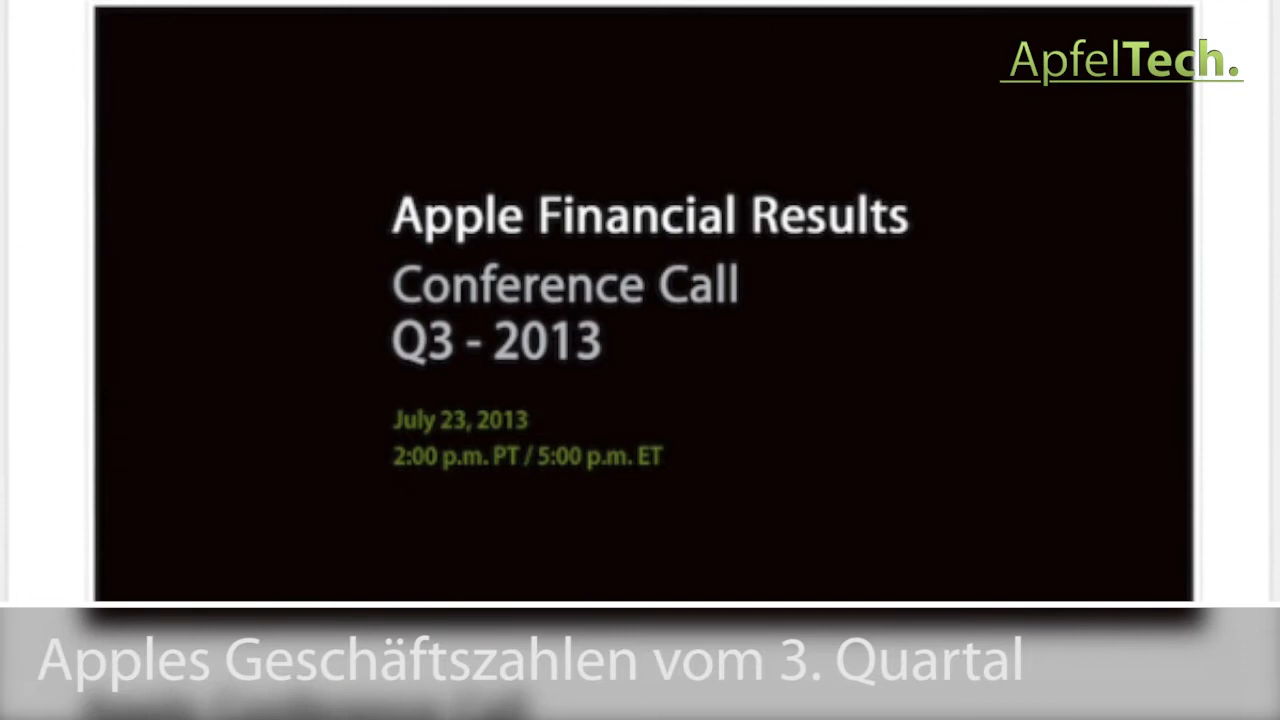 ApfelTech.
Apple Financial Results
Conference Call
Q3 - 2013
July 23, 2013
2:00 p.m. PT / 5:00 p.m. ET
Apples Geschäftszahlen vom 3. Quartal